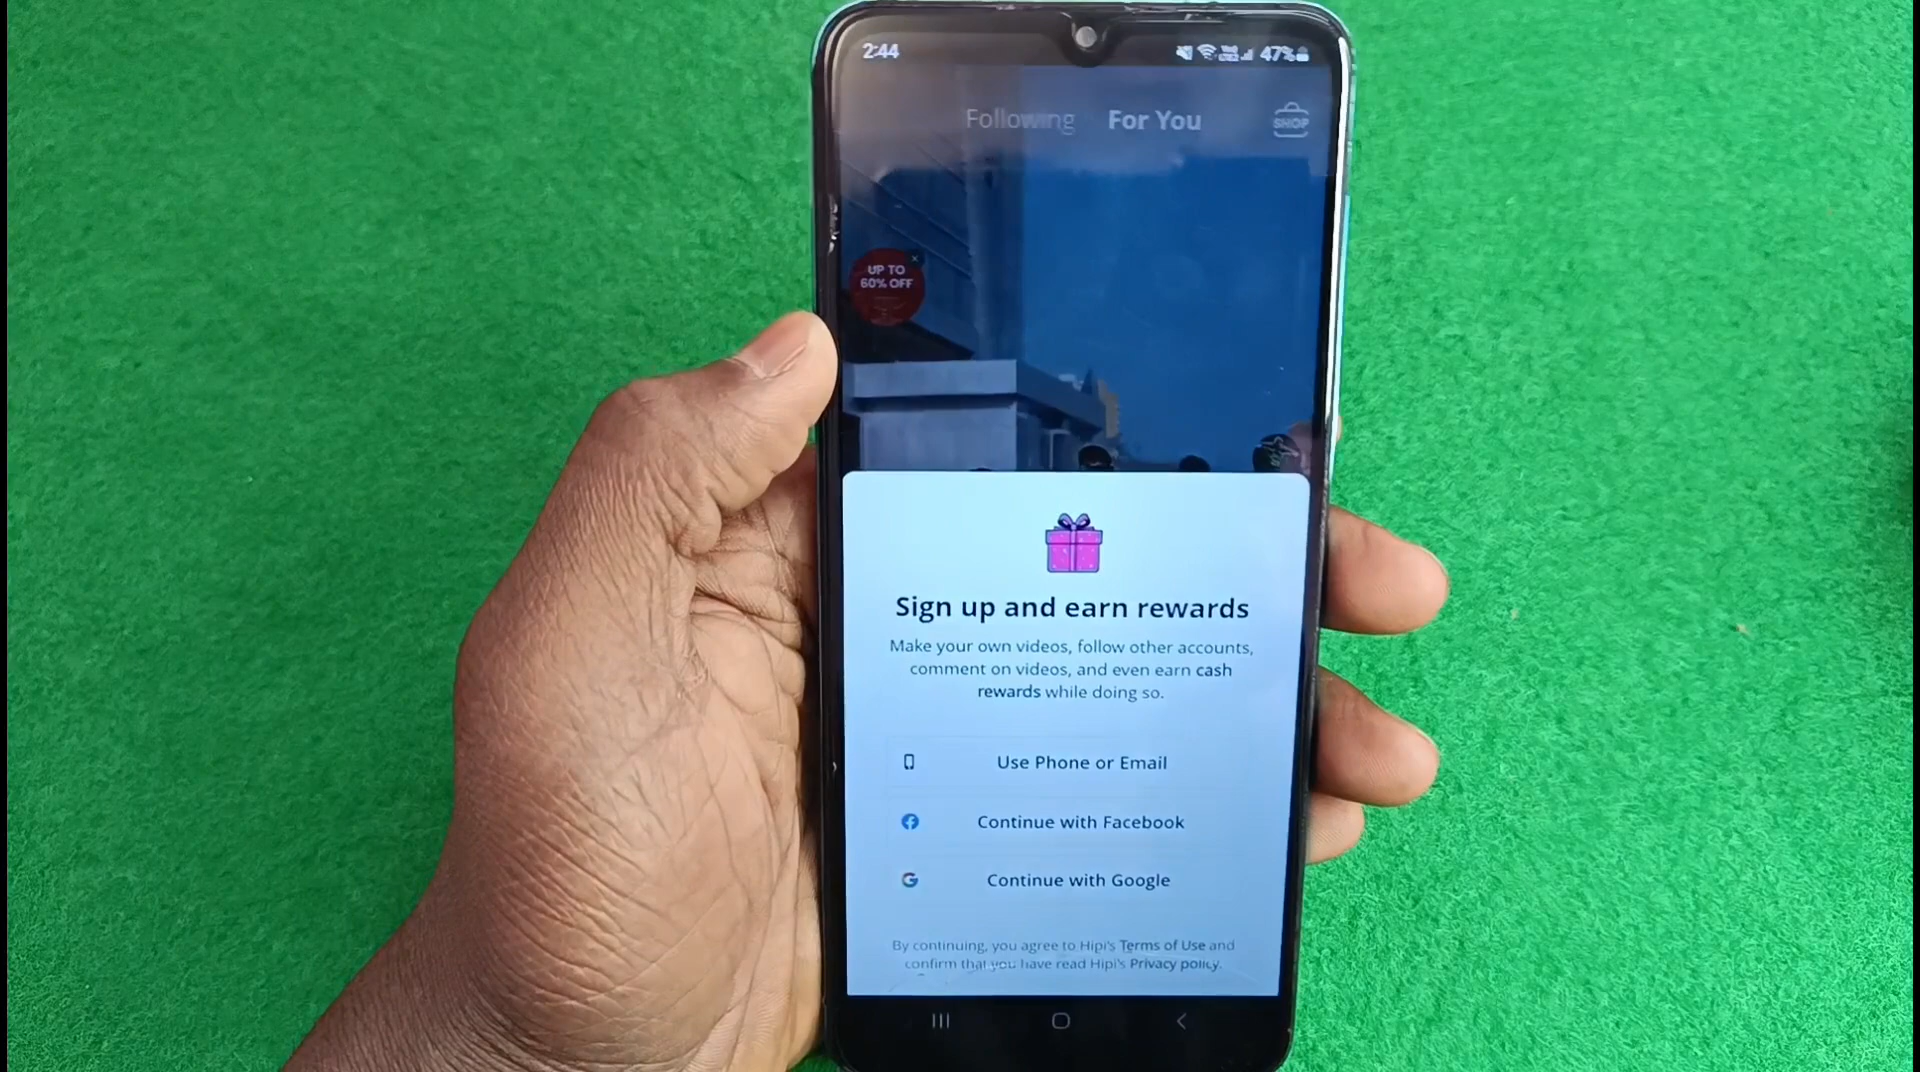 2:44
47%
Following For You
SHOP
UP TO
60% OFF
Sign up and earn rewards
Make your own videos, follow other accounts,
comment on videos, and even earn cash
rewards while doing so.
Use Phone or Email
Continue with Facebook
Continue with Google
By continuing, you agree to Hipi's Terms of Use and
confirm that you have read Hipi's Privacy policy.